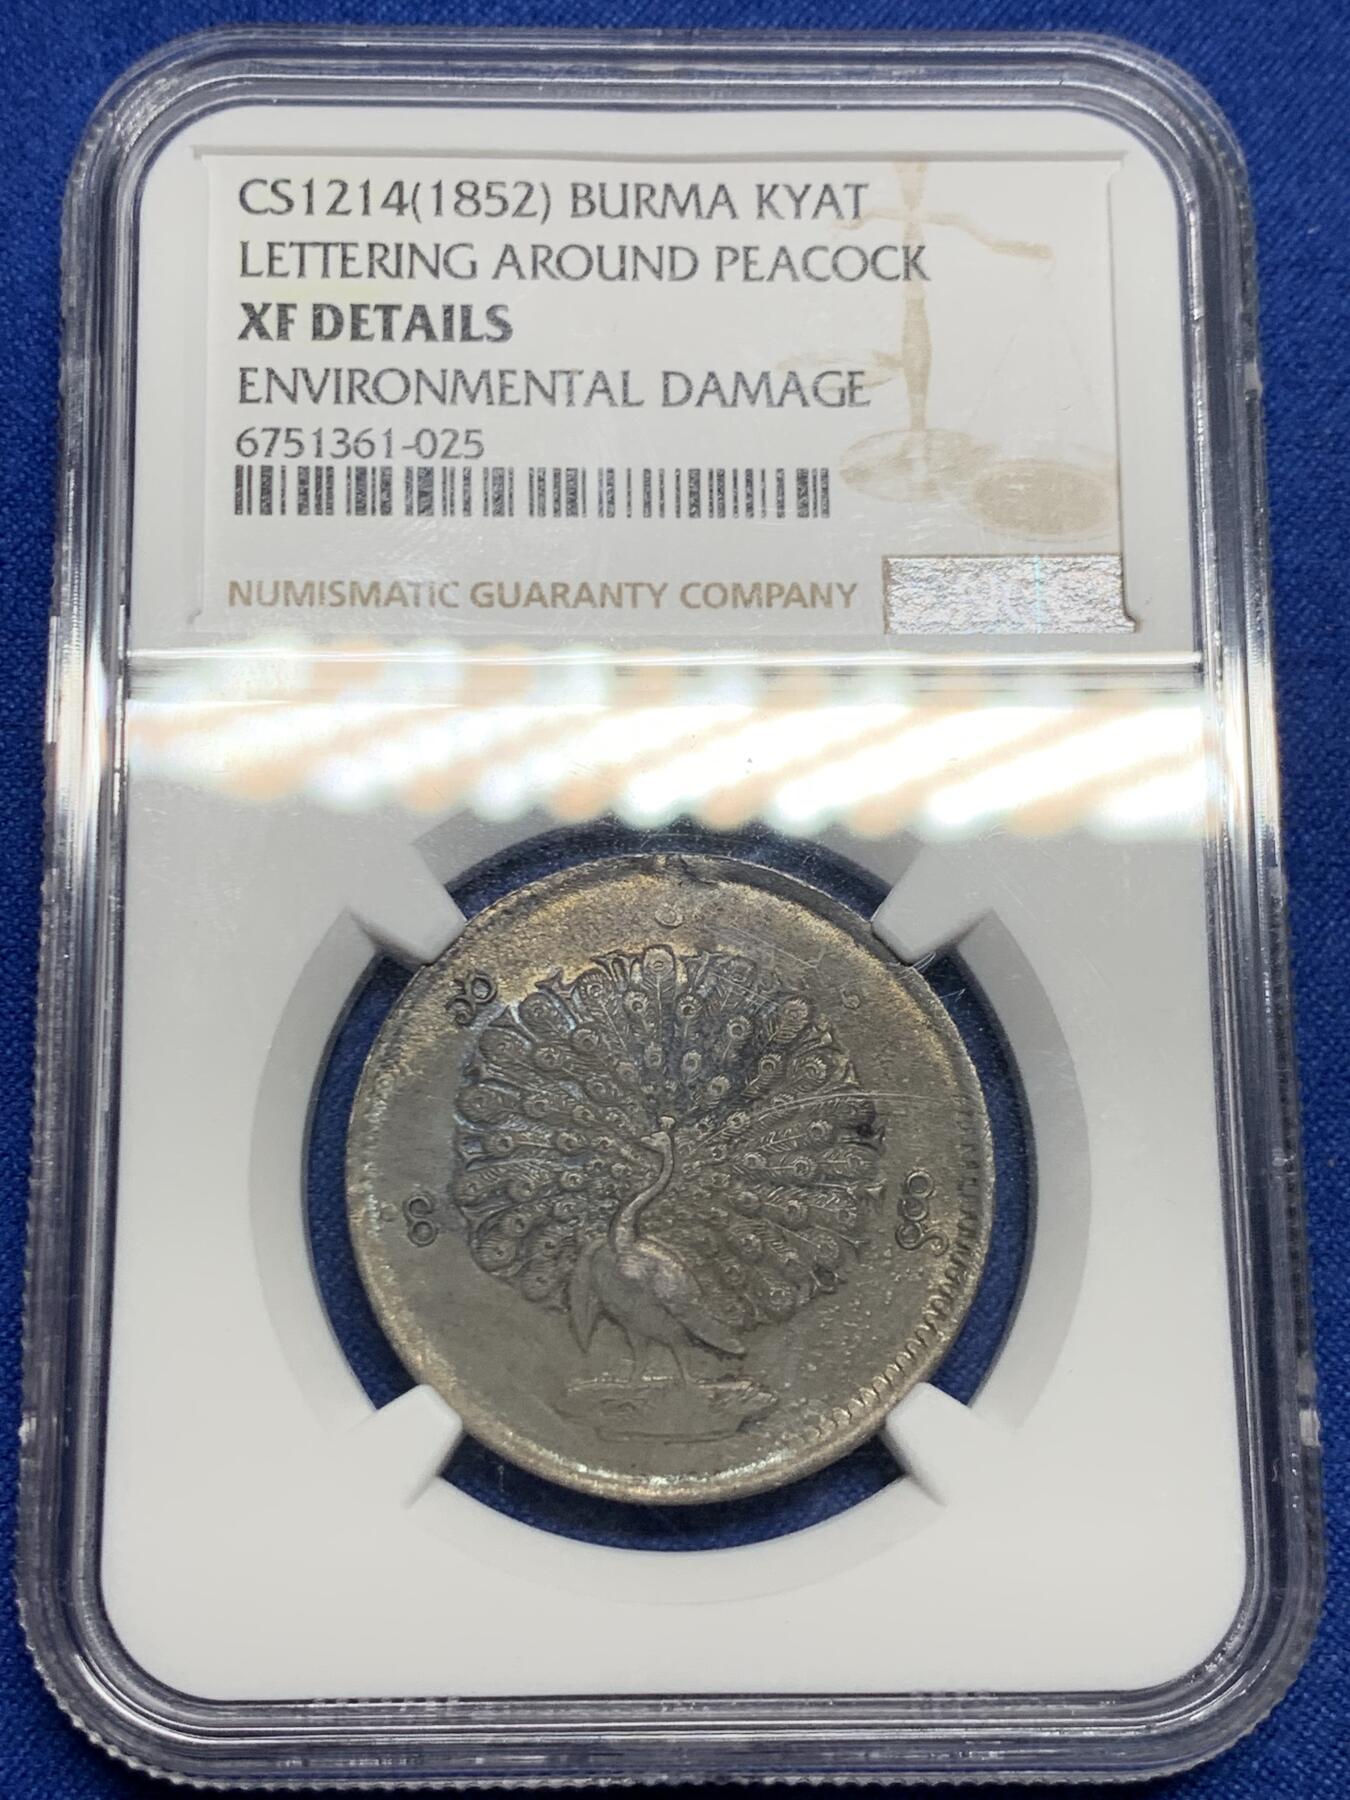 CS1214(1852) BURMA KYAT
LETTERING AROUND PEACOCK
XF DETAILS
ENVIRONMENTAL DAMAGE
6751361-025
NUMISMATIC GUARANTY COMPANY